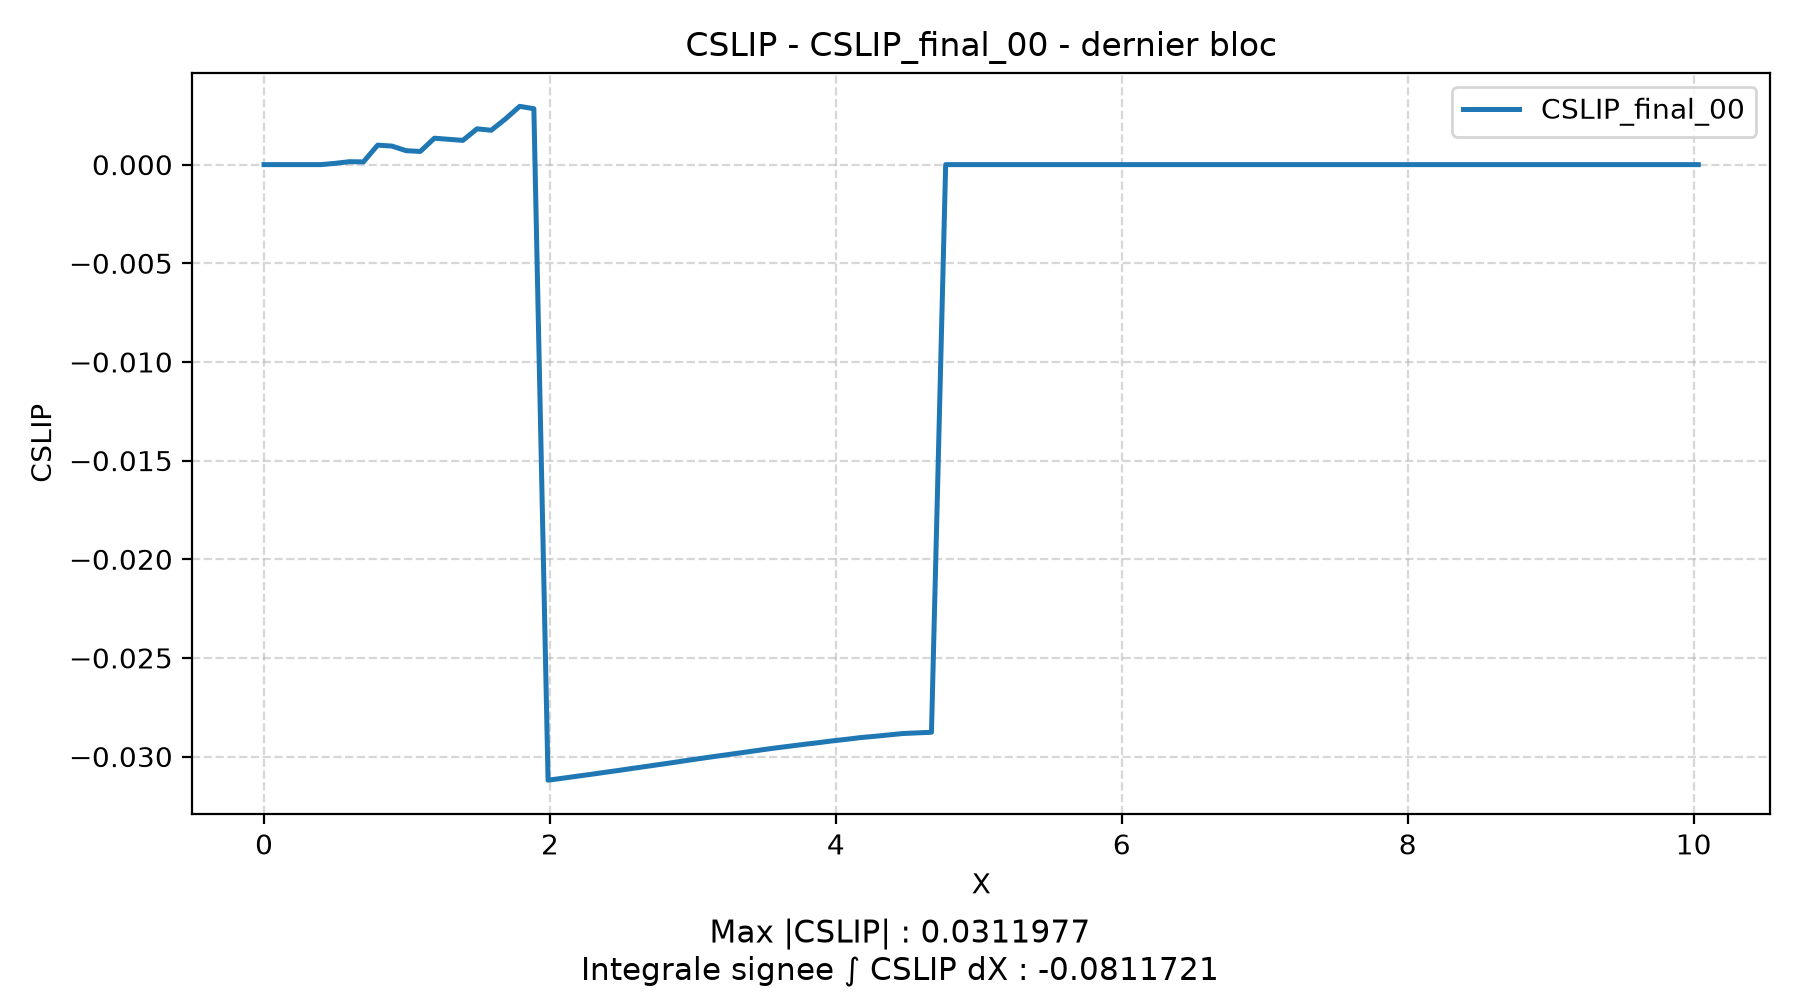 CSLIP - CSLIP_final_00 - dernier bloc
CSLIP_final_00
0.000
−0.005
−0.010
−0.015
−0.020
−0.025
−0.030
CSLIP
0 2 4 6 8 10
X
Max |CSLIP| : 0.0311977
Integrale signee ∫ CSLIP dX : -0.0811721